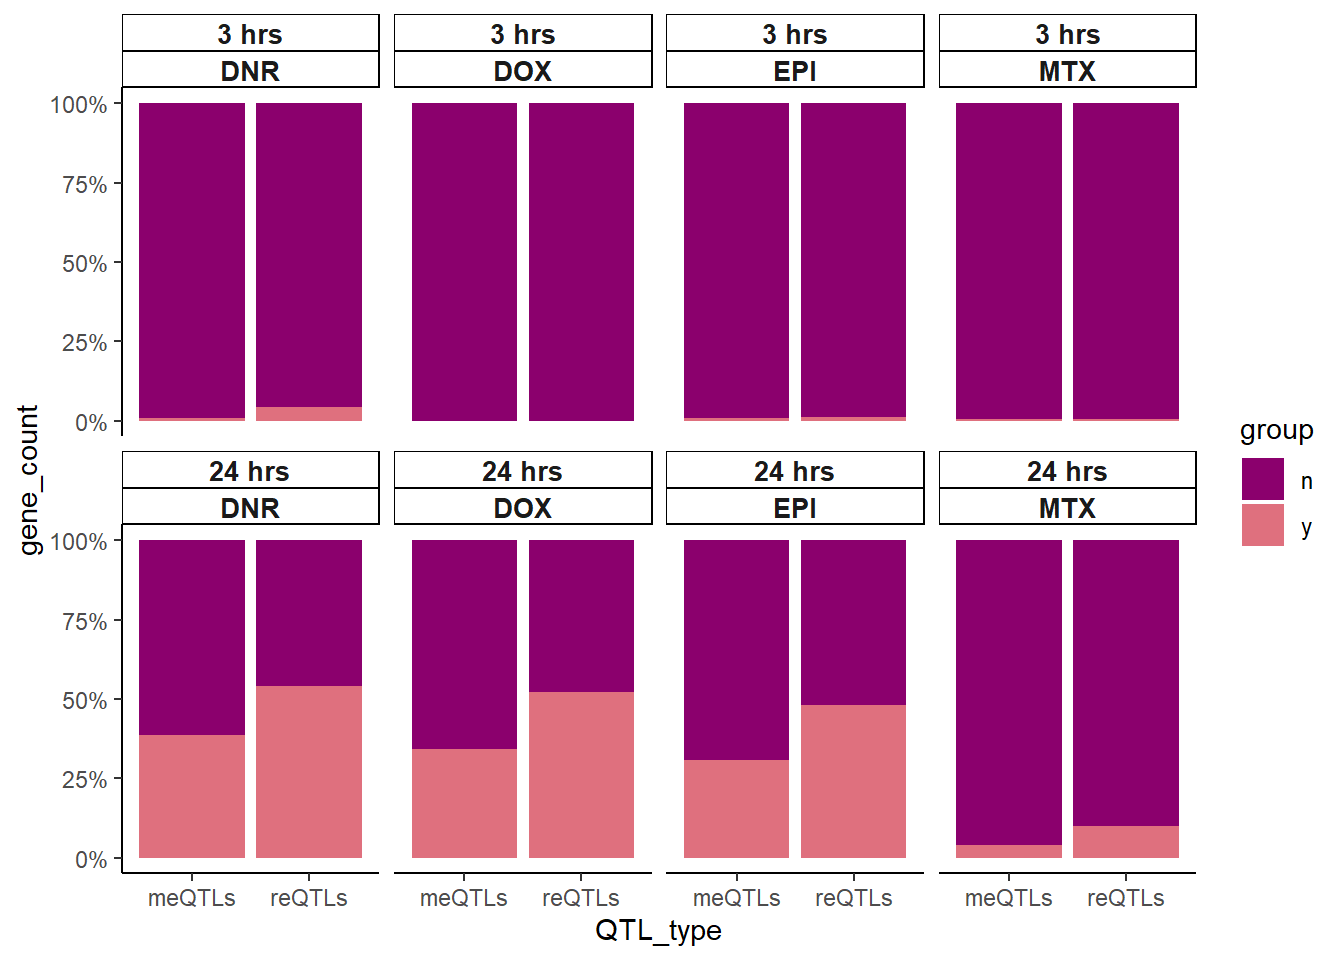 3 hrs 3 hrs 3 hrs 3 hrs
DNR DOX EPI MTX
100%
75%
50%
25%
0%
gene_count
24 hrs 24 hrs 24 hrs 24 hrs
DNR DOX EPI MTX
100%
75%
50%
25%
0%
meQTLs reQTLs meQTLs reQTLs meQTLs reQTLs meQTLs reQTLs
QTL_type
group
n
y